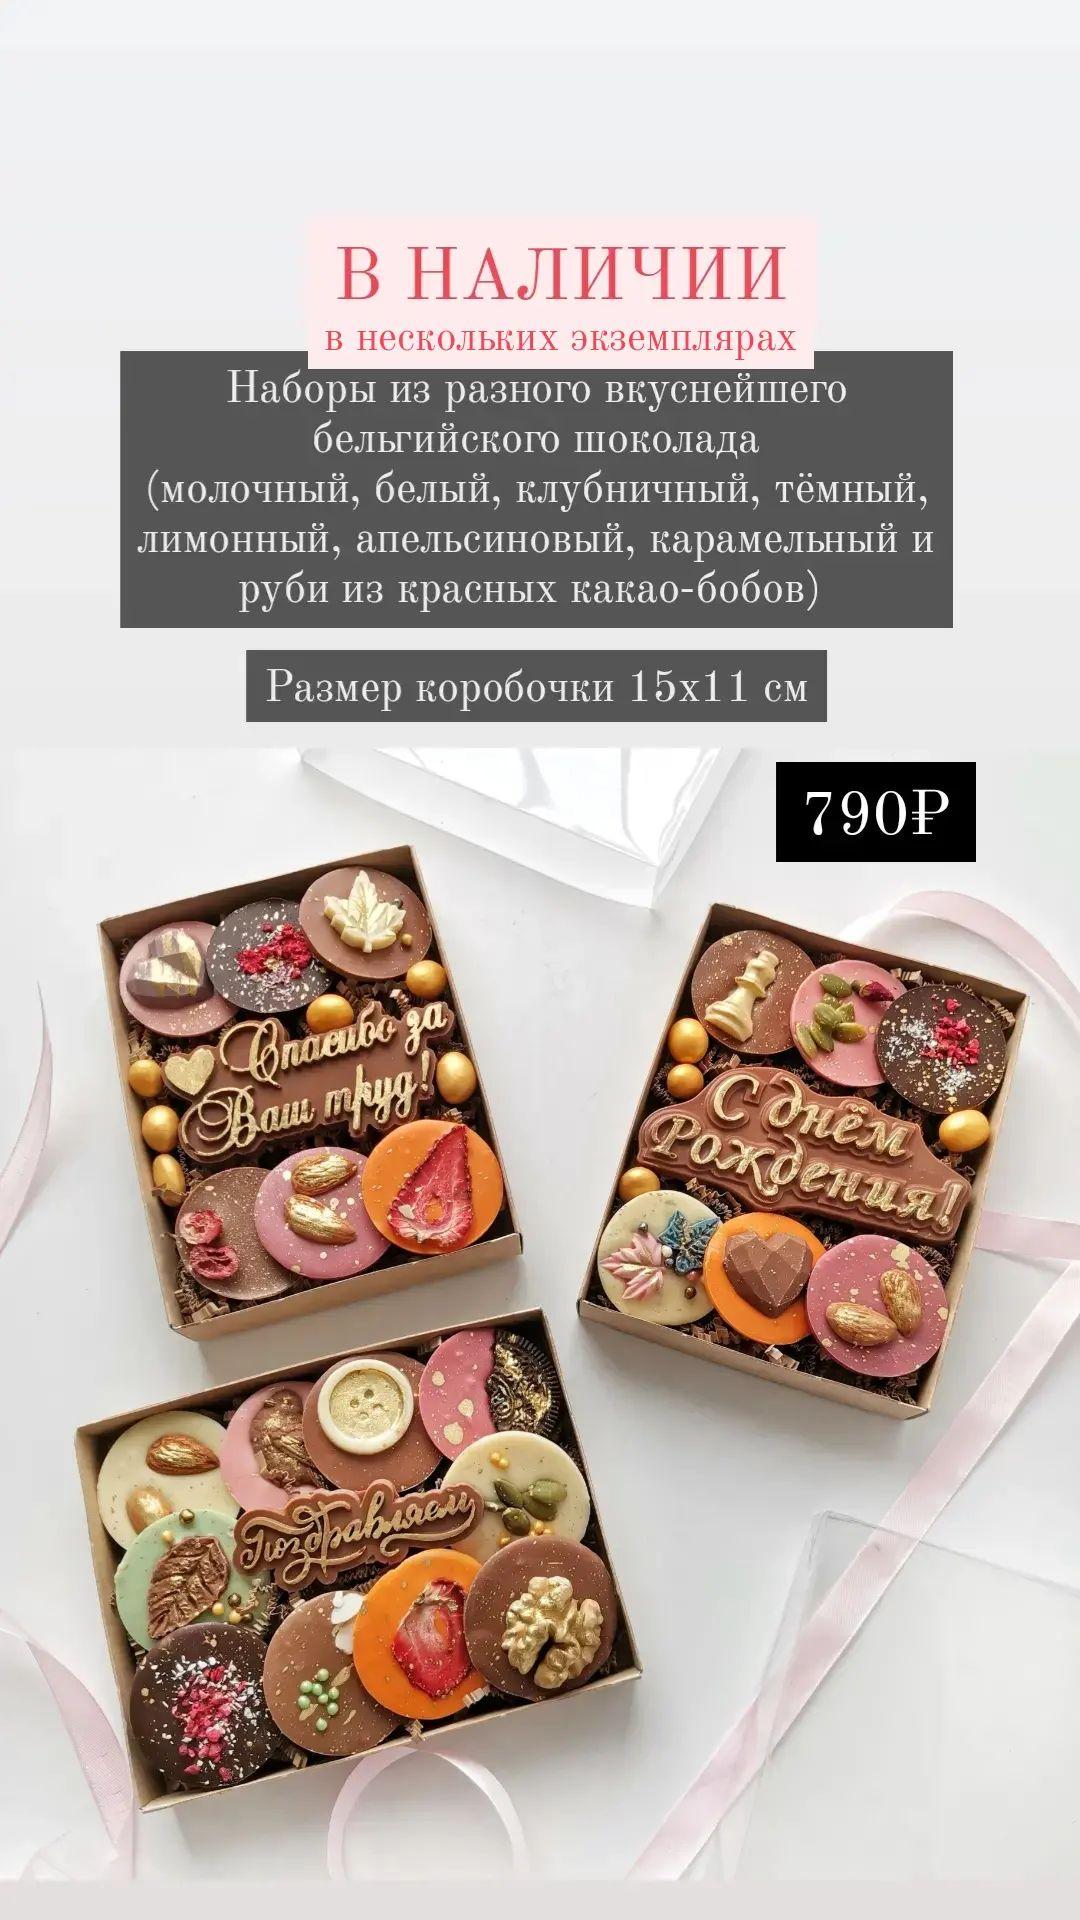 В НАЛИЧИИ
в нескольких экземплярах
Наборы из разного вкуснейшего
бельгийского шоколада
(молочный, белый, клубничный, тёмный,
лимонный, апельсиновый, карамельный и
руби из красных какао-бобов)
Размер коробочки 15х11 см
790₽
Спасибо за
Ваш труд!
С днём
Рождения!
Поздравляем